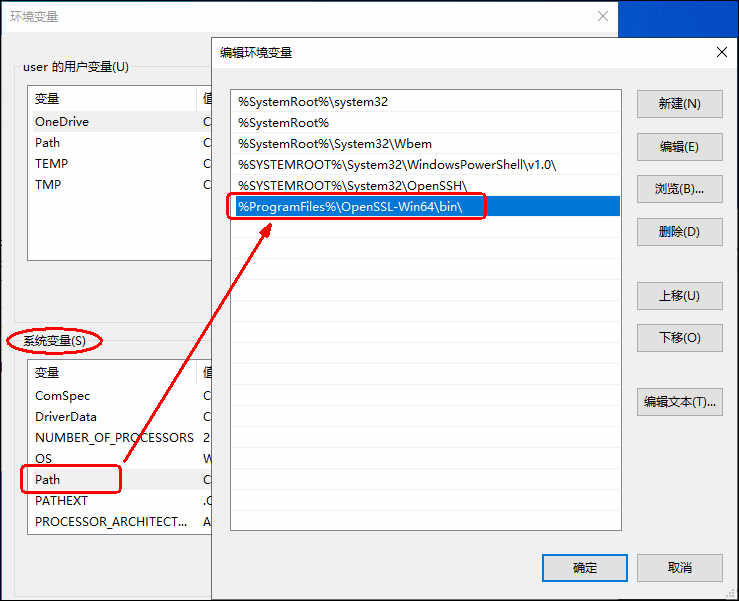 环境变量
user 的用户变量(U)
变量
值
OneDrive
C
Path
C
TEMP
C
TMP
C
系统变量(S)
变量
值
ComSpec
C
DriverData
C
NUMBER_OF_PROCESSORS
2
OS
W
Path
C
PATHEXT
.C
PROCESSOR_ARCHITECT...
A
编辑环境变量
%SystemRoot%\system32
%SystemRoot%
%SystemRoot%\System32\Wbem
%SYSTEMROOT%\System32\WindowsPowerShell\v1.0\
%SYSTEMROOT%\System32\OpenSSH\
%ProgramFiles%\OpenSSL-Win64\bin\
新建(N)
编辑(E)
浏览(B)...
删除(D)
上移(U)
下移(O)
编辑文本(T)...
确定
取消